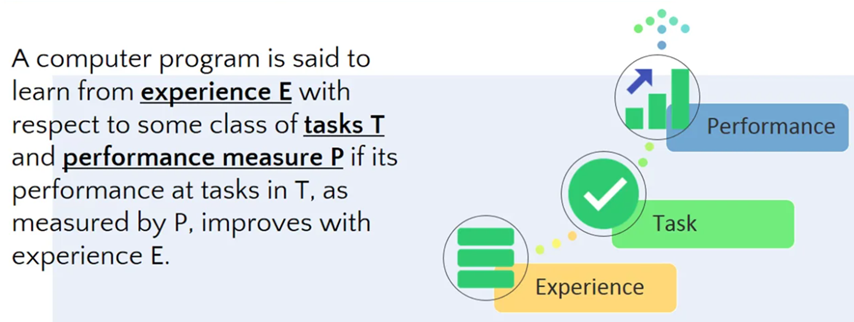 A computer program is said to
learn from experience E with
respect to some class of tasks T
and performance measure P if its
performance at tasks in T, as
measured by P, improves with
experience E.
Performance
Task
Experience